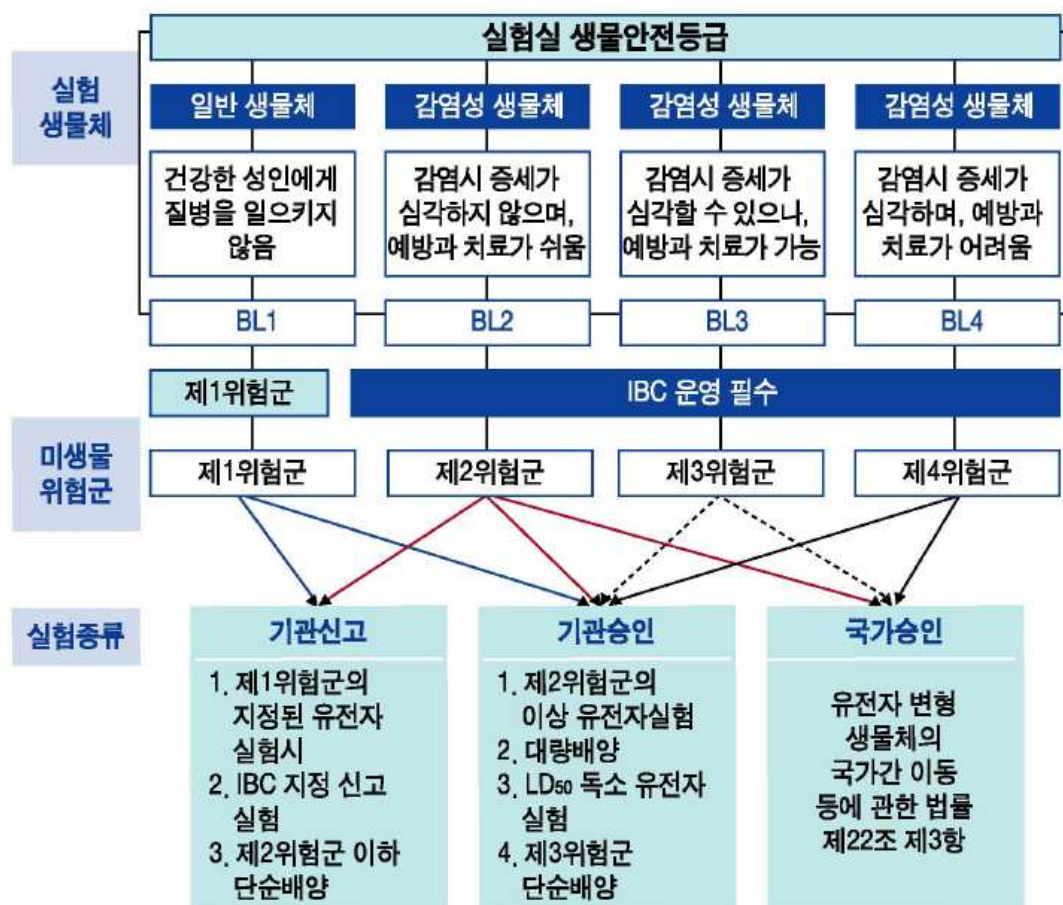 실험실 생물안전등급
실험
생물체
일반 생물체
감염성 생물체
감염성 생물체
감염성 생물체
건강한 성인에게
질병을 일으키지
않음
감염시 증세가
심각하지 않으며,
예방과 치료가 쉬움
감염시 증세가
심각할 수 있으나,
예방과 치료가 가능
감염시 증세가
심각하며, 예방과
치료가 어려움
BL1
BL2
BL3
BL4
제1위험군
IBC 운영 필수
미생물
위험군
제1위험군
제2위험군
제3위험군
제4위험군
실험종류
기관신고
1. 제1위험군의
지정된 유전자
실험시
2. IBC 지정 신고
실험
3. 제2위험군 이하
단순배양
기관승인
1. 제2위험군의
이상 유전자실험
2. 대량배양
3. LD₅₀ 독소 유전자
실험
4. 제3위험군
단순배양
국가승인
유전자 변형
생물체의
국가간 이동
등에 관한 법률
제22조 제3항